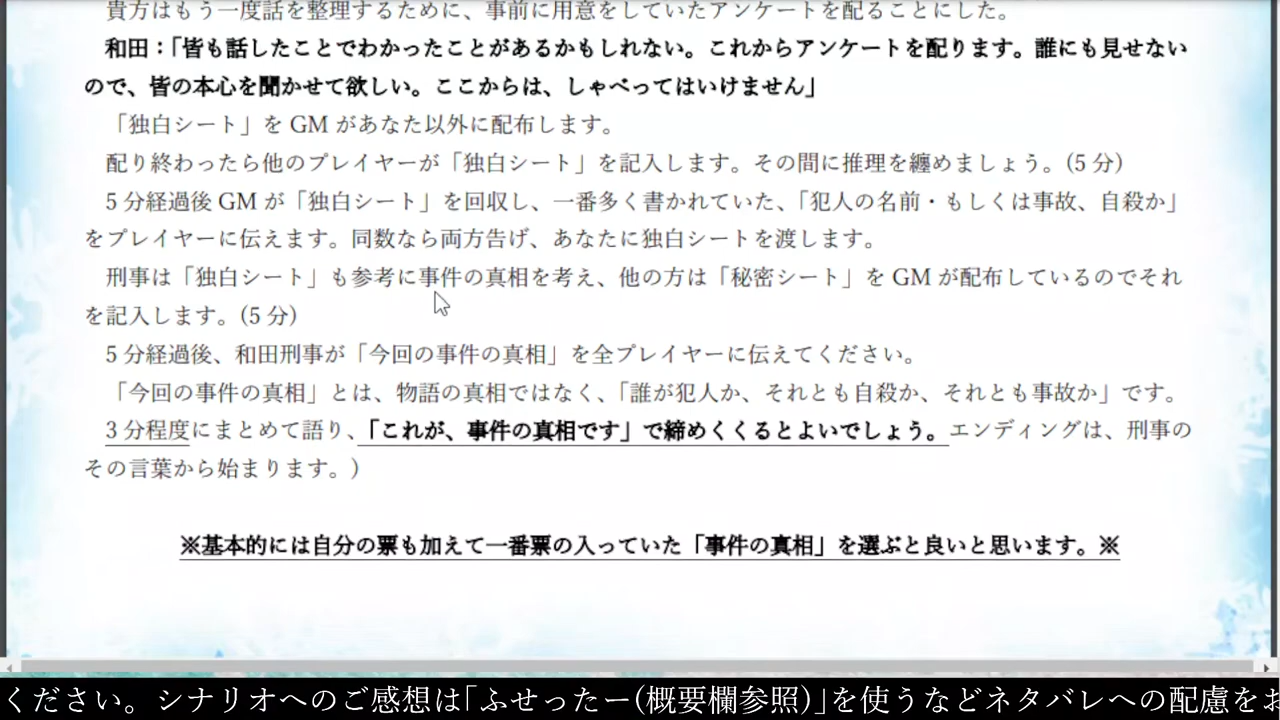 貴方はもう一度話を整理するために、事前に用意をしていたアンケートを配ることにした。
和田：「皆も話したことでわかったことがあるかもしれない。これからアンケートを配ります。誰にも見せない
ので、皆の本心を聞かせて欲しい。ここからは、しゃべってはいけません」
「独白シート」を GM があなた以外に配布します。
配り終わったら他のプレイヤーが「独白シート」を記入します。その間に推理を纏めましょう。(5 分)
5 分経過後 GM が「独白シート」を回収し、一番多く書かれていた、「犯人の名前・もしくは事故、自殺か」
をプレイヤーに伝えます。同数なら両方告げ、あなたに独白シートを渡します。
刑事は「独白シート」も参考に事件の真相を考え、他の方は「秘密シート」を GM が配布しているのでそれ
を記入します。(5 分)
5 分経過後、和田刑事が「今回の事件の真相」を全プレイヤーに伝えてください。
「今回の事件の真相」とは、物語の真相ではなく、「誰が犯人か、それとも自殺か、それとも事故か」です。
3 分程度にまとめて語り、「これが、事件の真相です」で締めくくるとよいでしょう。エンディングは、刑事の
その言葉から始まります。）
※基本的には自分の票も加えて一番票の入っていた「事件の真相」を選ぶと良いと思います。※
ください。シナリオへのご感想は｢ふせったー(概要欄参照)｣を使うなどネタバレへの配慮をお